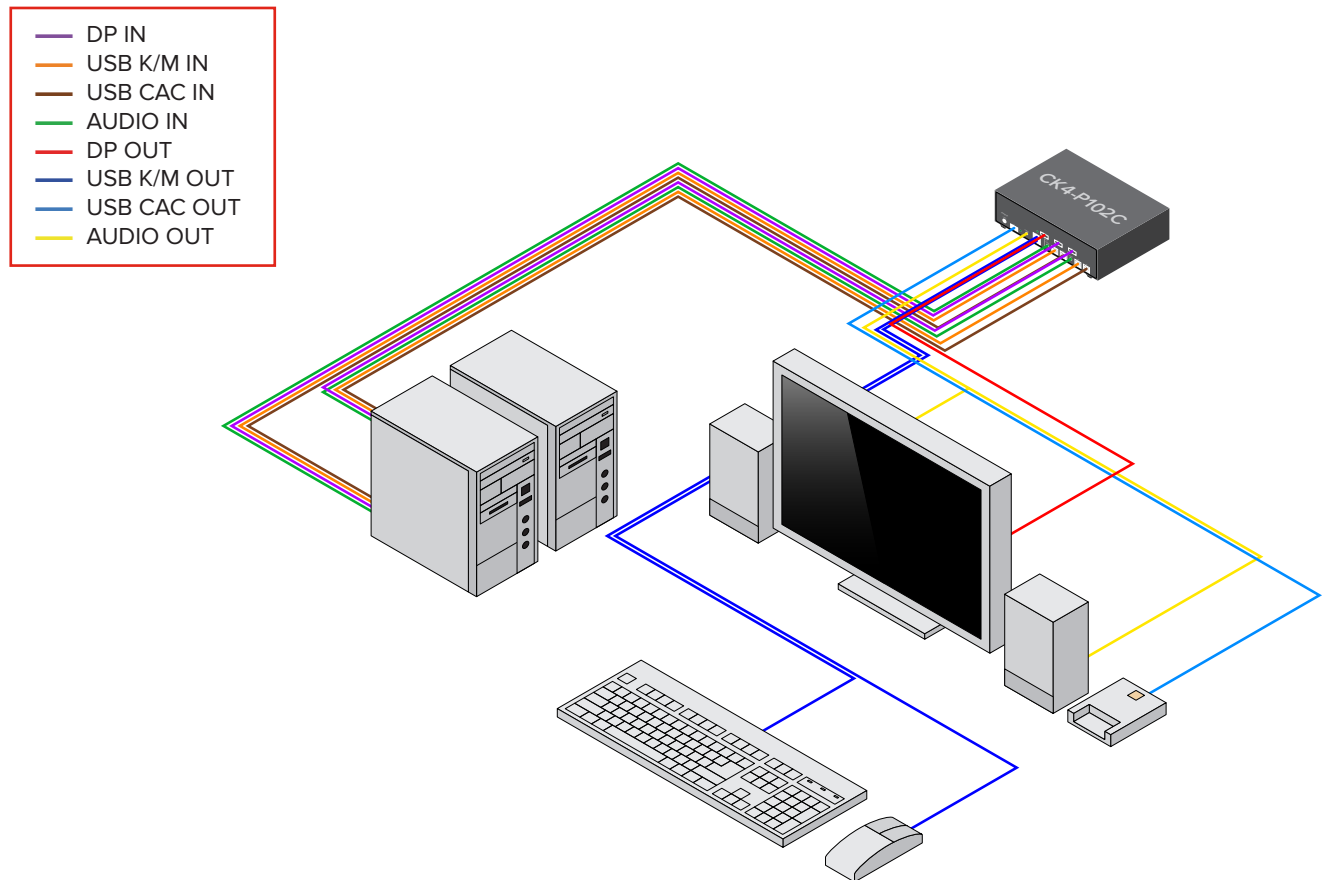 DP IN
USB K/M IN
USB CAC IN
AUDIO IN
DP OUT
USB K/M OUT
USB CAC OUT
AUDIO OUT
CK4-P102C